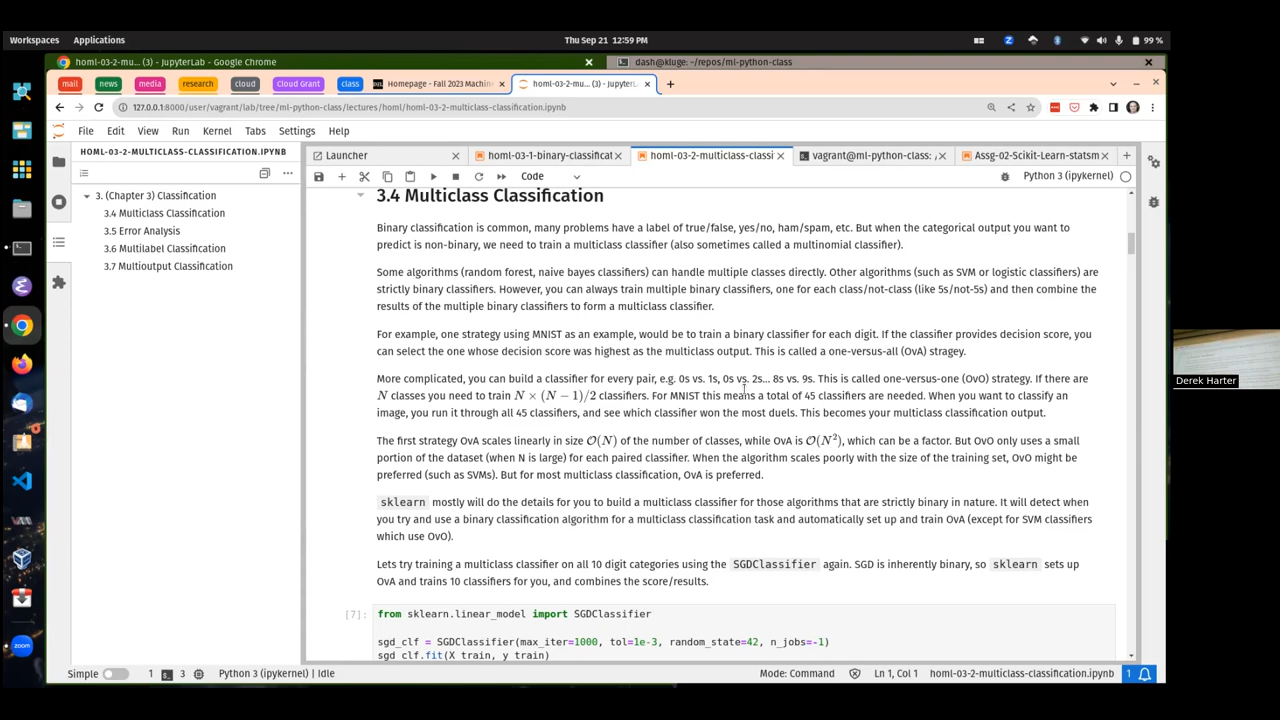 Workspaces Applications Thu Sep 21 12:59 PM 99 %
homl-03-2-mu... (3) - JupyterLab - Google Chrome dash@kluge: ~/repos/ml-python-class
mail news media research cloud Cloud Grant class Homepage - Fall 2023 Machin homl-03-2-mu... (3) - JupyterL
127.0.0.1:8000/user/vagrant/lab/tree/ml-python-class/lectures/homl/homl-03-2-multiclass-classification.ipynb
File Edit View Run Kernel Tabs Settings Help
HOML-03-2-MULTICLASS-CLASSIFICATION.IPYNB
Launcher homl-03-1-binary-classificat homl-03-2-multiclass-classi vagrant@ml-python-class: / Assg-02-Scikit-Learn-statsm
Code Python 3 (ipykernel)
3. (Chapter 3) Classification
3.4 Multiclass Classification
3.5 Error Analysis
3.6 Multilabel Classification
3.7 Multioutput Classification
3.4 Multiclass Classification
Binary classification is common, many problems have a label of true/false, yes/no, ham/spam, etc. But when the categorical output you want to
predict is non-binary, we need to train a multiclass classifier (also sometimes called a multinomial classifier).
Some algorithms (random forest, naive bayes classifiers) can handle multiple classes directly. Other algorithms (such as SVM or logistic classifiers) are
strictly binary classifiers. However, you can always train multiple binary classifiers, one for each class/not-class (like 5s/not-5s) and then combine the
results of the multiple binary classifiers to form a multiclass classifier.
For example, one strategy using MNIST as an example, would be to train a binary classifier for each digit. If the classifier provides decision score, you
can select the one whose decision score was highest as the multiclass output. This is called a one-versus-all (OvA) stragey.
More complicated, you can build a classifier for every pair, e.g. 0s vs. 1s, 0s vs. 2s... 8s vs. 9s. This is called one-versus-one (OvO) strategy. If there are
N classes you need to train N × (N − 1)/2 classifiers. For MNIST this means a total of 45 classifiers are needed. When you want to classify an
image, you run it through all 45 classifiers, and see which classifier won the most duels. This becomes your multiclass classification output.
The first strategy OvA scales linearly in size O(N) of the number of classes, while OvA is O(N²), which can be a factor. But OvO only uses a small
portion of the dataset (when N is large) for each paired classifier. When the algorithm scales poorly with the size of the training set, OvO might be
preferred (such as SVMs). But for most multiclass classification, OvA is preferred.
sklearn mostly will do the details for you to build a multiclass classifier for those algorithms that are strictly binary in nature. It will detect when
you try and use a binary classification algorithm for a multiclass classification task and automatically set up and train OvA (except for SVM classifiers
which use OvO).
Lets try training a multiclass classifier on all 10 digit categories using the SGDClassifier again. SGD is inherently binary, so sklearn sets up
OvA and trains 10 classifiers for you, and combines the score/results.
[7]: from sklearn.linear_model import SGDClassifier
sgd_clf = SGDClassifier(max_iter=1000, tol=1e-3, random_state=42, n_jobs=-1)
sgd_clf.fit(X_train, y_train)
Derek Harter
zoom
Simple 1 3 Python 3 (ipykernel) | Idle Mode: Command Ln 1, Col 1 homl-03-2-multiclass-classification.ipynb 1